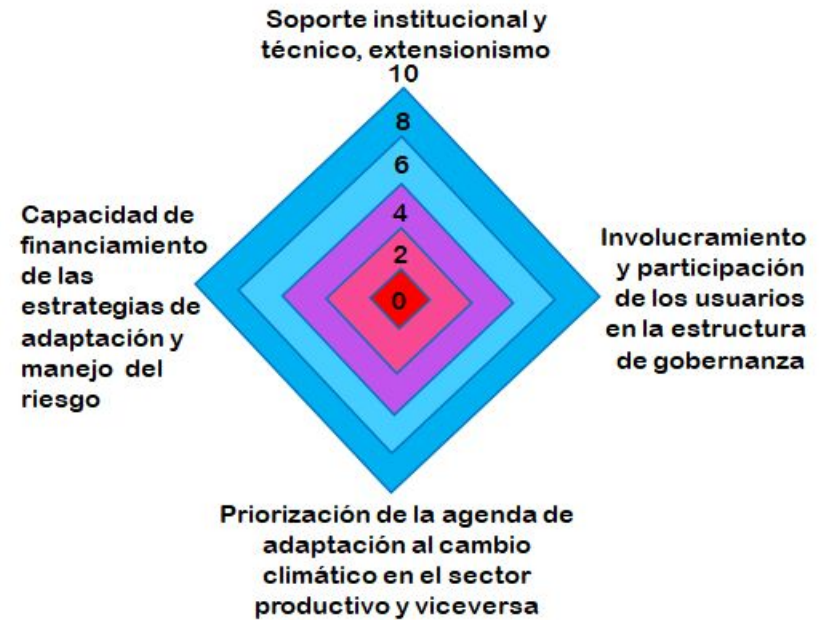 Soporte institucional y
técnico, extensionismo
10
8
6
4
2
0
Capacidad de
financiamiento
de las
estrategias de
adaptación y
manejo del
riesgo
Involucramiento
y participación
de los usuarios
en la estructura
de gobernanza
Priorización de la agenda de
adaptación al cambio
climático en el sector
productivo y viceversa